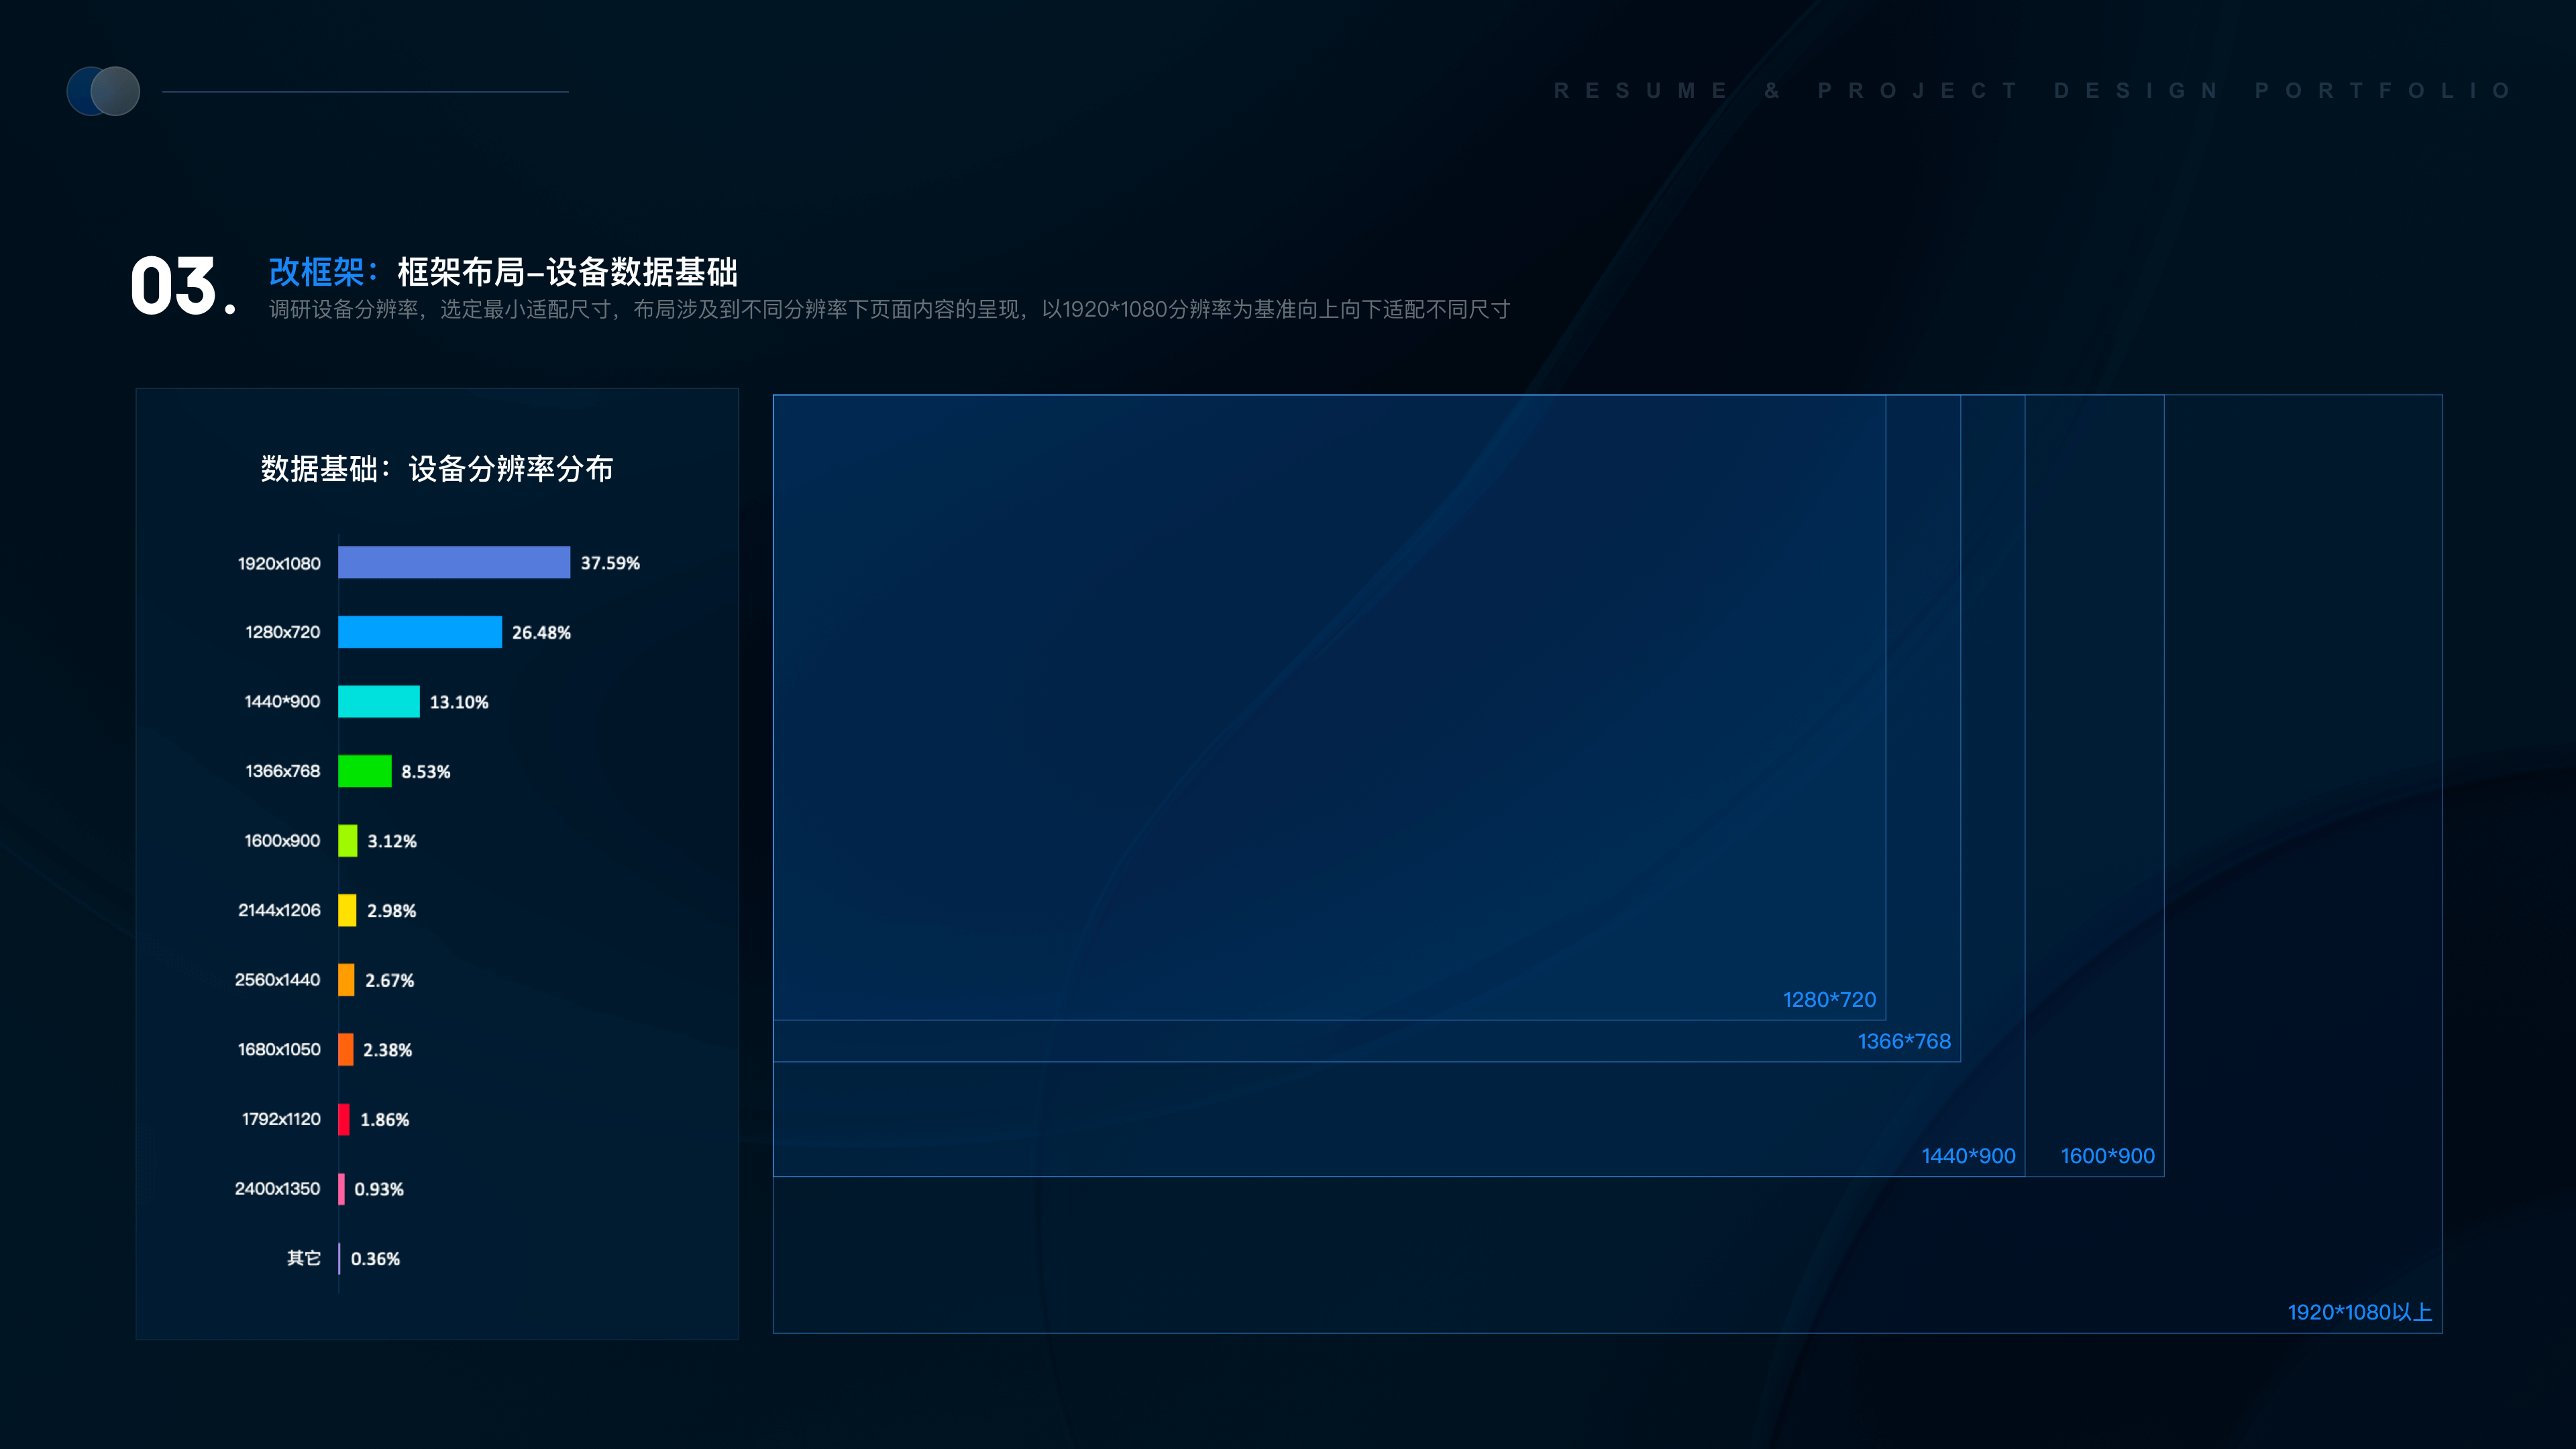 RESUME & PROJECT DESIGN PORTFOLIO
03.
改框架：框架布局–设备数据基础
调研设备分辨率，选定最小适配尺寸，布局涉及到不同分辨率下页面内容的呈现，以1920*1080分辨率为基准向上向下适配不同尺寸
数据基础：设备分辨率分布
1920x1080 37.59%
1280x720 26.48%
1440*900 13.10%
1366x768 8.53%
1600x900 3.12%
2144x1206 2.98%
2560x1440 2.67%
1680x1050 2.38%
1792x1120 1.86%
2400x1350 0.93%
其它 0.36%
1280*720
1366*768
1440*900
1600*900
1920*1080以上